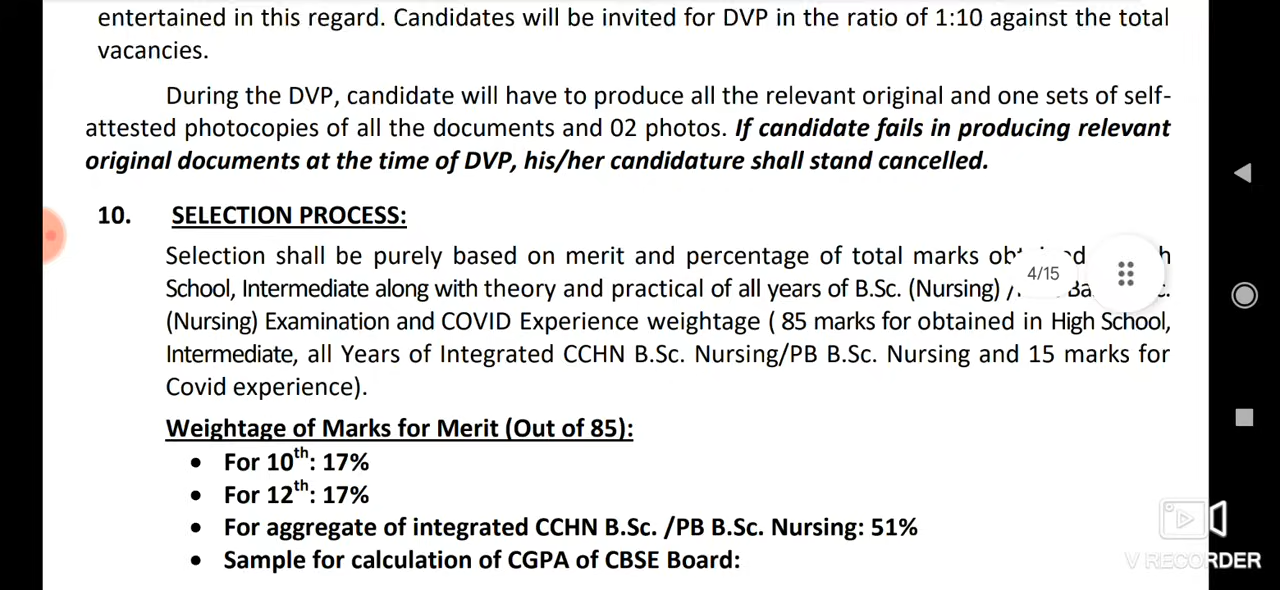 entertained in this regard. Candidates will be invited for DVP in the ratio of 1:10 against the total
vacancies.
During the DVP, candidate will have to produce all the relevant original and one sets of self-
attested photocopies of all the documents and 02 photos. If candidate fails in producing relevant
original documents at the time of DVP, his/her candidature shall stand cancelled.
10. SELECTION PROCESS:
Selection shall be purely based on merit and percentage of total marks
4/15
School, Intermediate along with theory and practical of all years of B.Sc. (Nursing) /
(Nursing) Examination and COVID Experience weightage ( 85 marks for obtained in High School,
Intermediate, all Years of Integrated CCHN B.Sc. Nursing/PB B.Sc. Nursing and 15 marks for
Covid experience).
Weightage of Marks for Merit (Out of 85):
• For 10th: 17%
• For 12th: 17%
• For aggregate of integrated CCHN B.Sc. /PB B.Sc. Nursing: 51%
• Sample for calculation of CGPA of CBSE Board:
V RECORDER